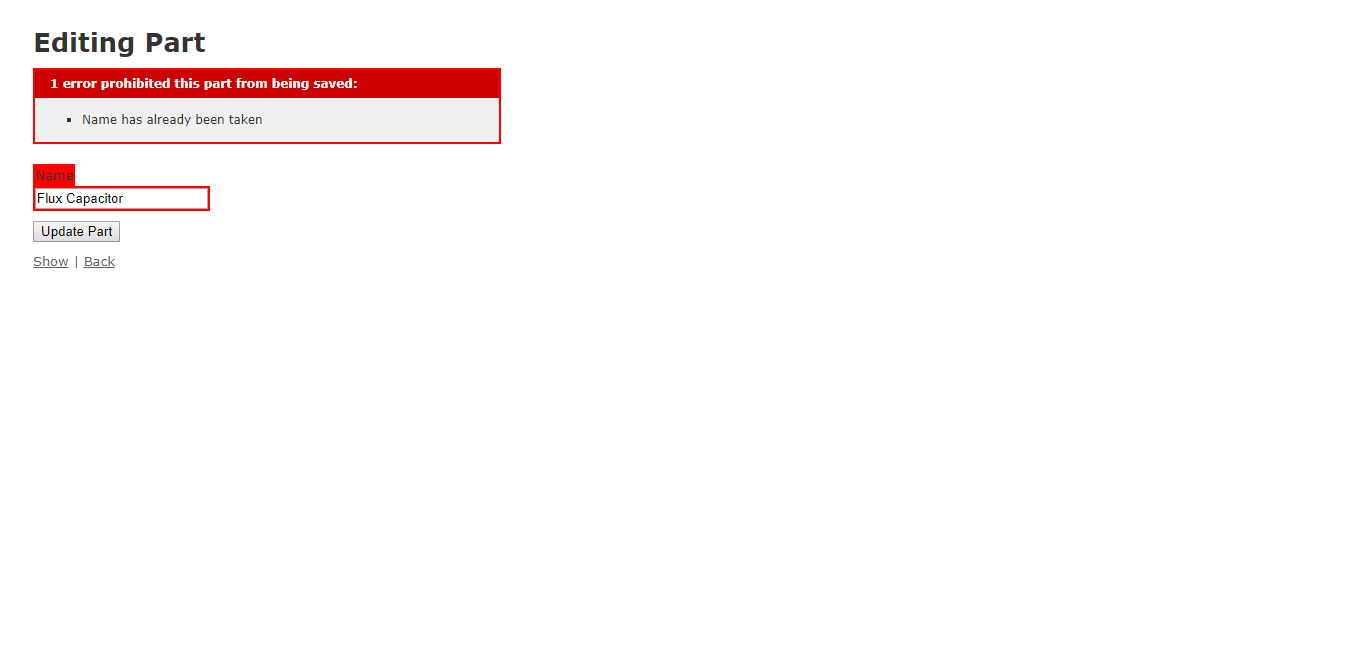 Editing Part
1 error prohibited this part from being saved:
Name has already been taken
Name
Flux Capacitor
Update Part
Show | Back